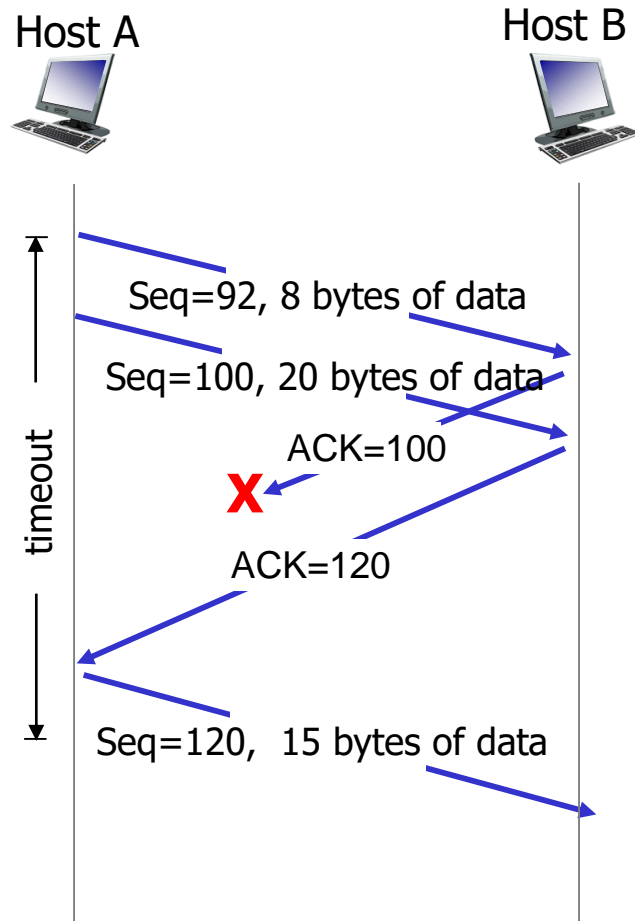 Host A
Host B
Seq=92, 8 bytes of data
Seq=100, 20 bytes of data
ACK=100
X
timeout
ACK=120
Seq=120, 15 bytes of data